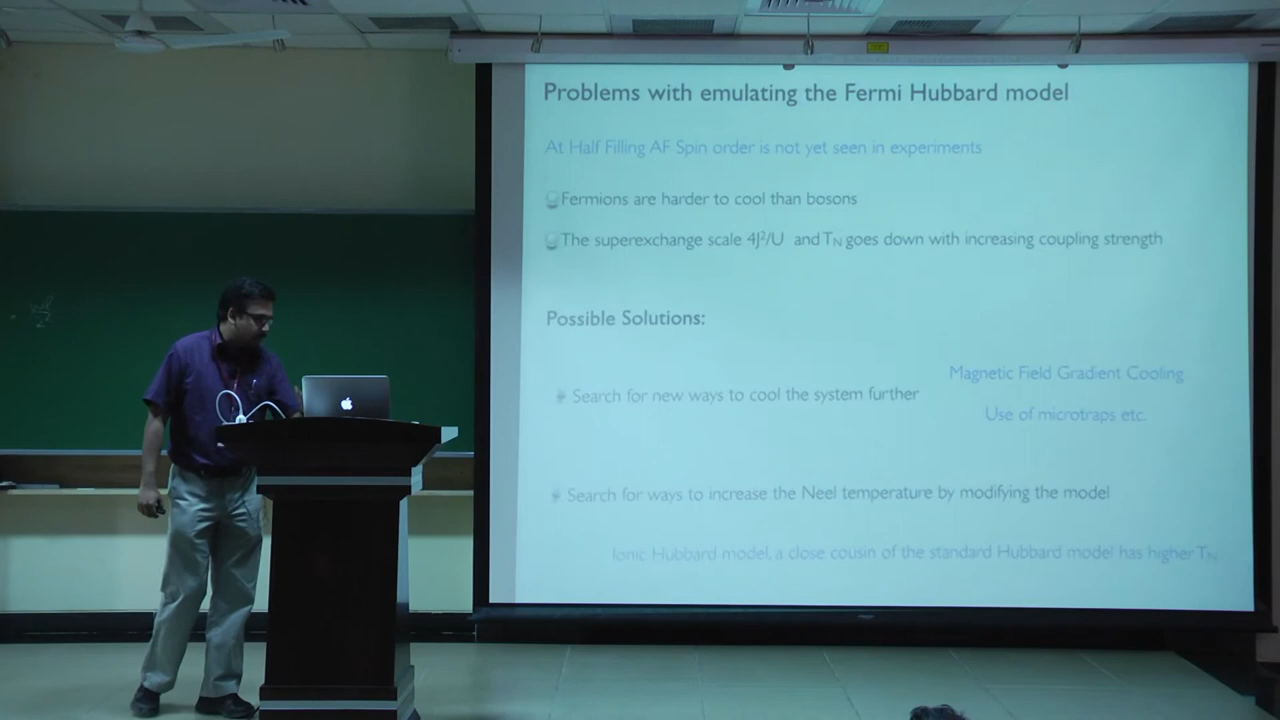 Problems with emulating the Fermi Hubbard model
At Half Filling AF Spin order is not yet seen in experiments
Fermions are harder to cool than bosons
The superexchange scale 4J²/U and TN goes down with increasing coupling strength
Possible Solutions:
Magnetic Field Gradient Cooling
Search for new ways to cool the system further
Use of microtraps etc.
Search for ways to increase the Neel temperature by modifying the model
Ionic Hubbard model, a close cousin of the standard Hubbard model has higher TN